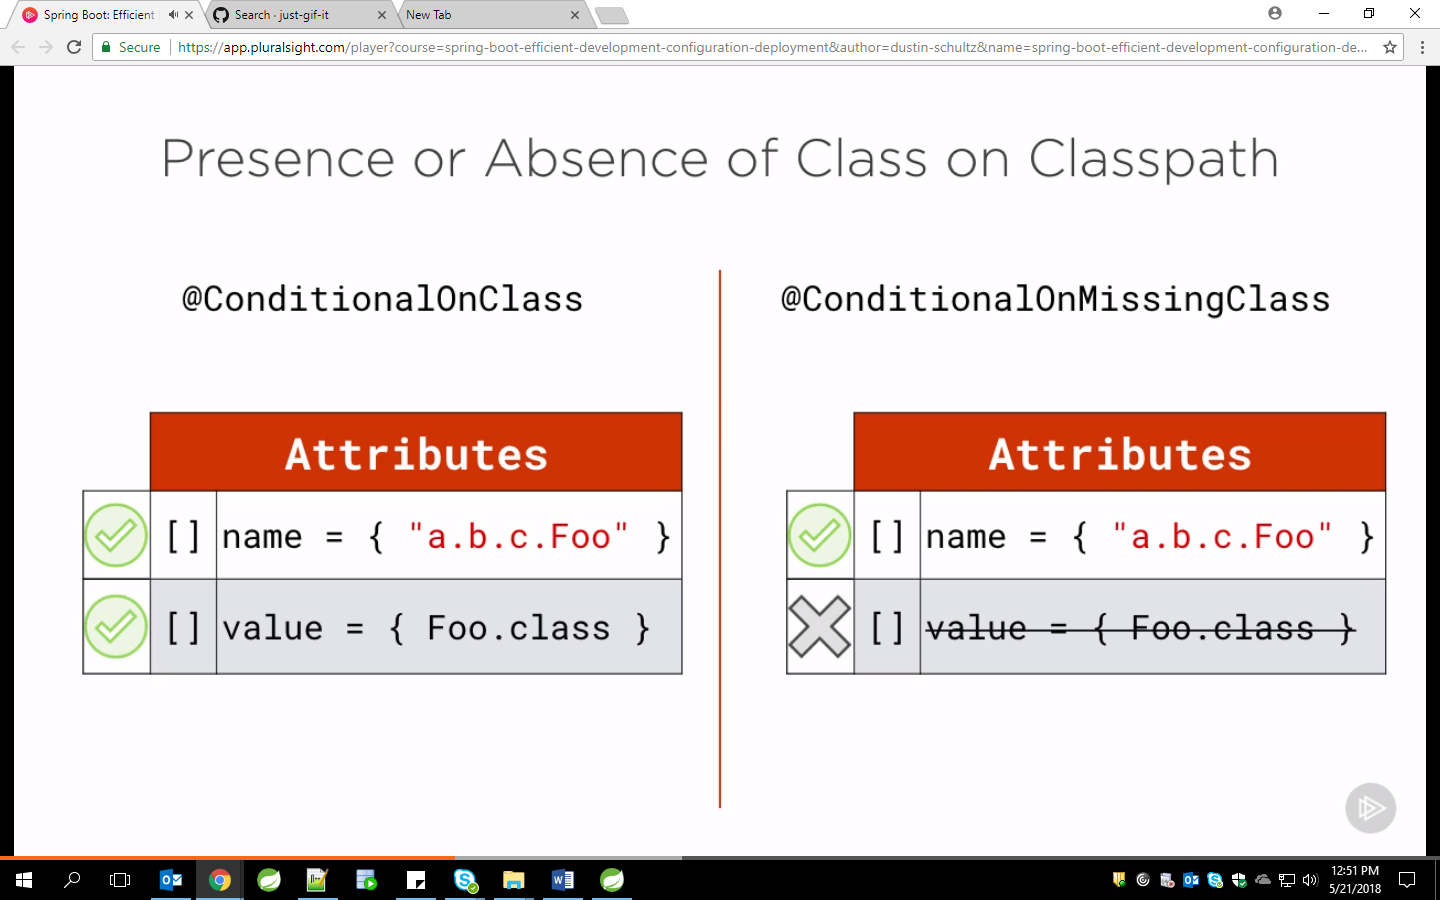 Spring Boot: Efficient
Search · just-gif-it
New Tab
Secure
https://app.pluralsight.com/player?course=spring-boot-efficient-development-configuration-deployment&author=dustin-schultz&name=spring-boot-efficient-development-configuration-de...
Presence or Absence of Class on Classpath
@ConditionalOnClass
Attributes
[] name = { "a.b.c.Foo" }
[] value = { Foo.class }
@ConditionalOnMissingClass
Attributes
[] name = { "a.b.c.Foo" }
[] value = { Foo.class }
12:51 PM
5/21/2018